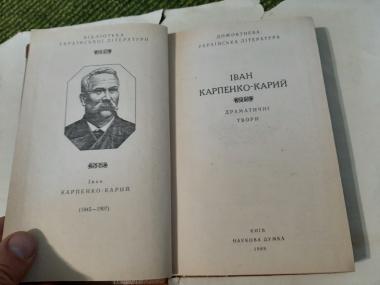 БІБЛІОТЕКА
УКРАЇНСЬКОЇ ЛІТЕРАТУРИ
Іван
КАРПЕНКО-КАРИЙ
(1845—1907)
ДОЖОВТНЕВА
УКРАЇНСЬКА ЛІТЕРАТУРА
ІВАН
КАРПЕНКО-КАРИЙ
ДРАМАТИЧНІ
ТВОРИ
КИЇВ
НАУКОВА ДУМКА
1989